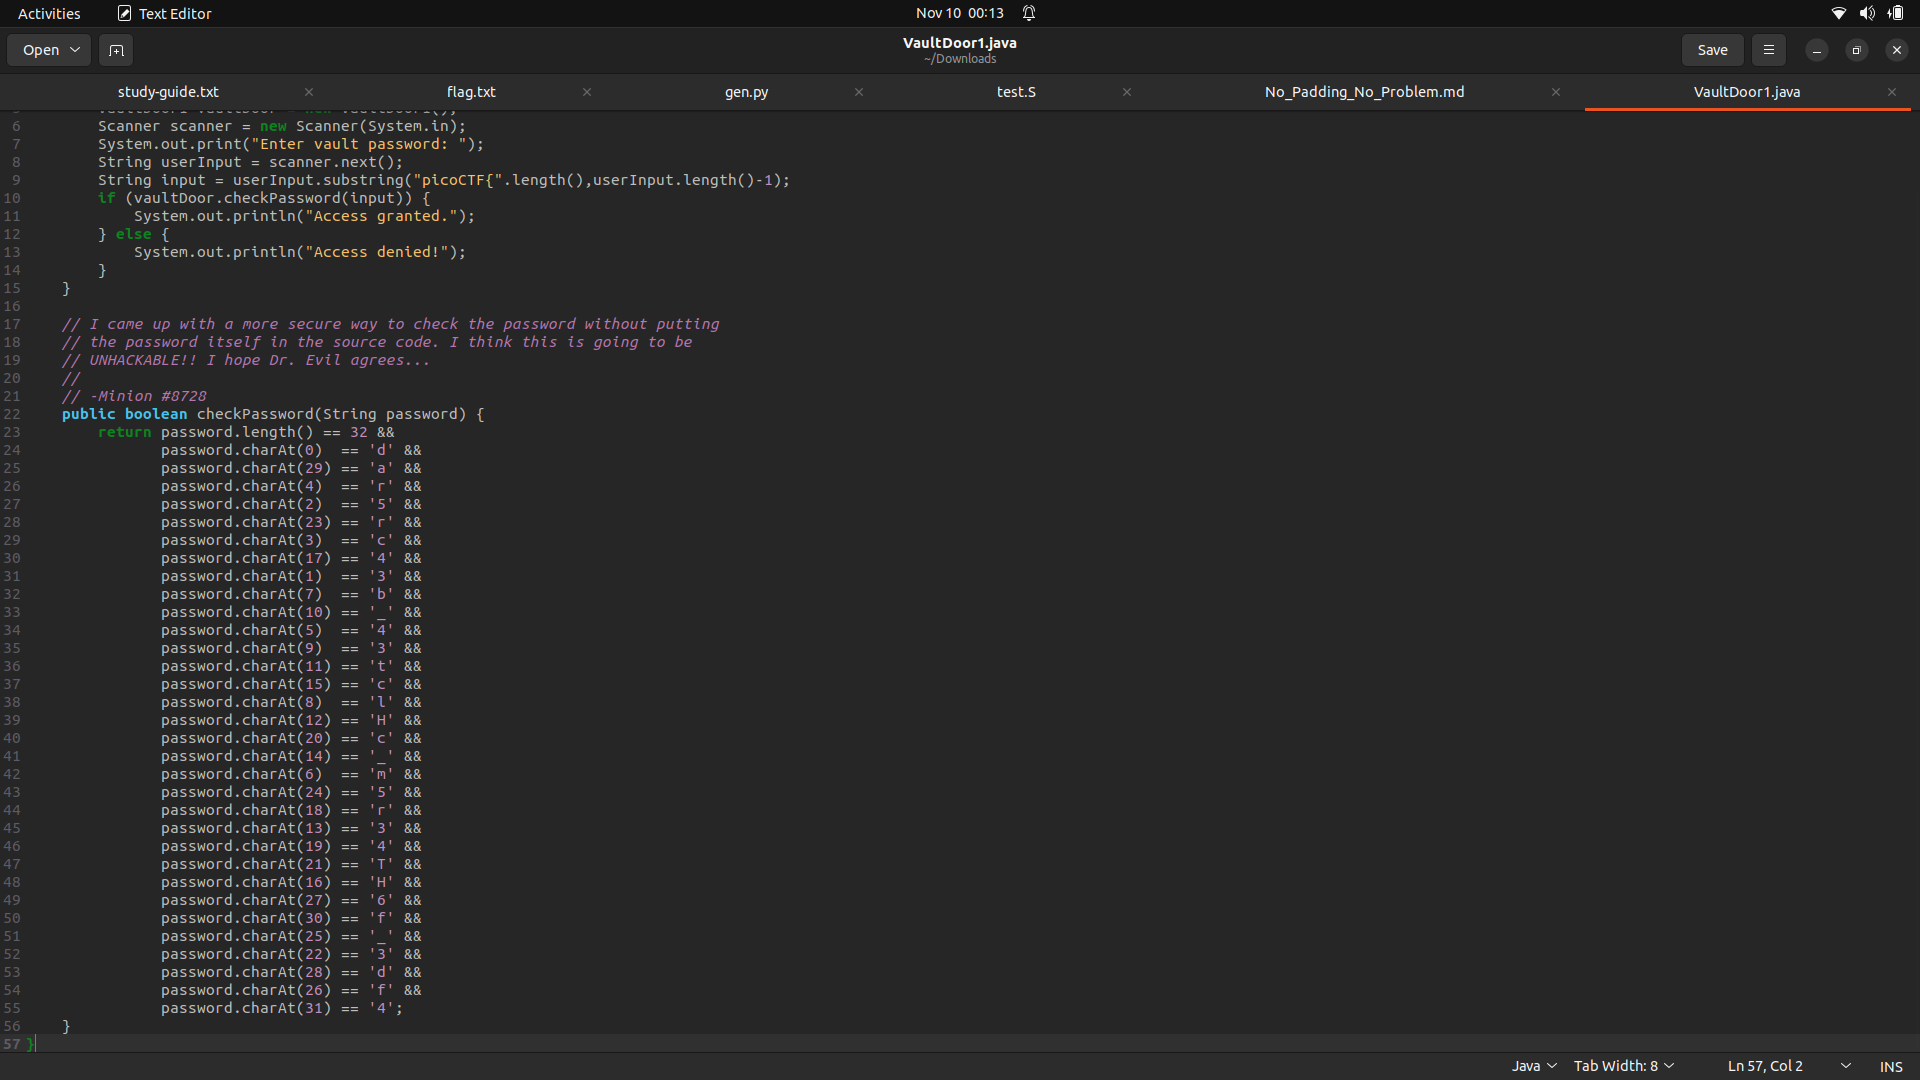 Activities Text Editor Nov 10 00:13
Open VaultDoor1.java Save
~/Downloads
study-guide.txt flag.txt gen.py test.S No_Padding_No_Problem.md VaultDoor1.java
6 Scanner scanner = new Scanner(System.in);
7 System.out.print("Enter vault password: ");
8 String userInput = scanner.next();
9 String input = userInput.substring("picoCTF{".length(),userInput.length()-1);
10 if (vaultDoor.checkPassword(input)) {
11 System.out.println("Access granted.");
12 } else {
13 System.out.println("Access denied!");
14 }
15 }
16
17 // I came up with a more secure way to check the password without putting
18 // the password itself in the source code. I think this is going to be
19 // UNHACKABLE!! I hope Dr. Evil agrees...
20 //
21 // -Minion #8728
22 public boolean checkPassword(String password) {
23 return password.length() == 32 &&
24 password.charAt(0)  == 'd' &&
25 password.charAt(29) == 'a' &&
26 password.charAt(4)  == 'r' &&
27 password.charAt(2)  == '5' &&
28 password.charAt(23) == 'r' &&
29 password.charAt(3)  == 'c' &&
30 password.charAt(17) == '4' &&
31 password.charAt(1)  == '3' &&
32 password.charAt(7)  == 'b' &&
33 password.charAt(10) == '_' &&
34 password.charAt(5)  == '4' &&
35 password.charAt(9)  == '3' &&
36 password.charAt(11) == 't' &&
37 password.charAt(15) == 'c' &&
38 password.charAt(8)  == 'l' &&
39 password.charAt(12) == 'H' &&
40 password.charAt(20) == 'c' &&
41 password.charAt(14) == '_' &&
42 password.charAt(6)  == 'm' &&
43 password.charAt(24) == '5' &&
44 password.charAt(18) == 'r' &&
45 password.charAt(13) == '3' &&
46 password.charAt(19) == '4' &&
47 password.charAt(21) == 'T' &&
48 password.charAt(16) == 'H' &&
49 password.charAt(27) == '6' &&
50 password.charAt(30) == 'f' &&
51 password.charAt(25) == '_' &&
52 password.charAt(22) == '3' &&
53 password.charAt(28) == 'd' &&
54 password.charAt(26) == 'f' &&
55 password.charAt(31) == '4';
56 }
57 }
Java Tab Width: 8 Ln 57, Col 2 INS